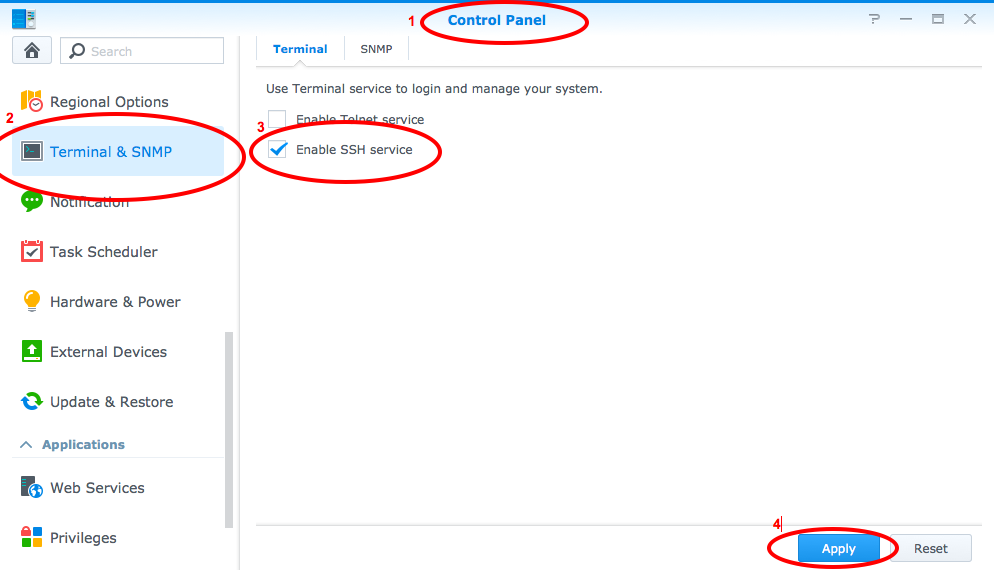 1
Control Panel
?
Search
Terminal
SNMP
Use Terminal service to login and manage your system.
Regional Options
2
3
Enable Telnet service
Terminal & SNMP
Enable SSH service
Notification
Task Scheduler
Hardware & Power
External Devices
Update & Restore
Applications
Web Services
4
Privileges
Apply
Reset